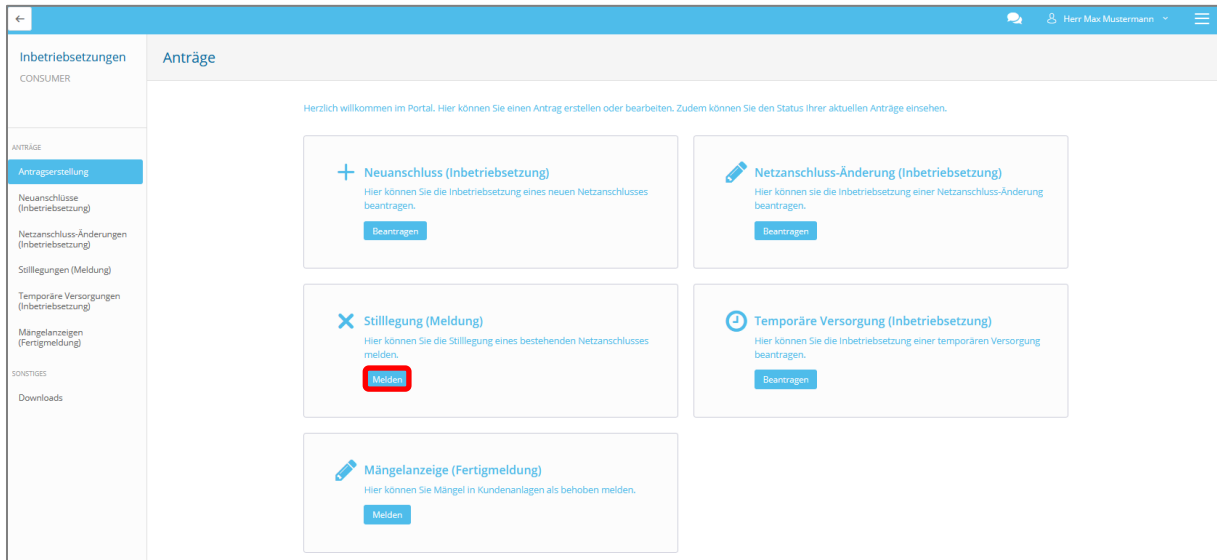 Herr Max Mustermann
Inbetriebsetzungen
CONSUMER
Anträge
Herzlich willkommen im Portal. Hier können Sie einen Antrag erstellen oder bearbeiten. Zudem können Sie den Status Ihrer aktuellen Anträge einsehen.
ANTRÄGE
Antragserstellung
Neuanschlüsse
(Inbetriebsetzung)
Netzanschluss-Änderungen
(Inbetriebsetzung)
Stilllegungen (Meldung)
Temporäre Versorgungen
(Inbetriebsetzung)
Mängelanzeigen
(Fertigmeldung)
SONSTIGES
Downloads
Neuanschluss (Inbetriebsetzung)
Hier können Sie die Inbetriebsetzung eines neuen Netzanschlusses
beantragen.
Beantragen
Netzanschluss-Änderung (Inbetriebsetzung)
Hier können sie die Inbetriebsetzung einer Netzanschluss-Änderung
beantragen.
Beantragen
Stilllegung (Meldung)
Hier können Sie die Stilllegung eines bestehenden Netzanschlusses
melden.
Melden
Temporäre Versorgung (Inbetriebsetzung)
Hier können Sie die Inbetriebsetzung einer temporären Versorgung
beantragen.
Beantragen
Mängelanzeige (Fertigmeldung)
Hier können Sie Mängel in Kundenanlagen als behoben melden.
Melden